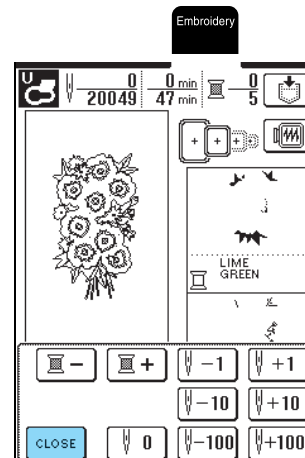 Embroidery
U
0
20049
0 min
47 min
0
5
LIME
GREEN
−
+
−1
+1
−10
+10
CLOSE
0
−100
+100